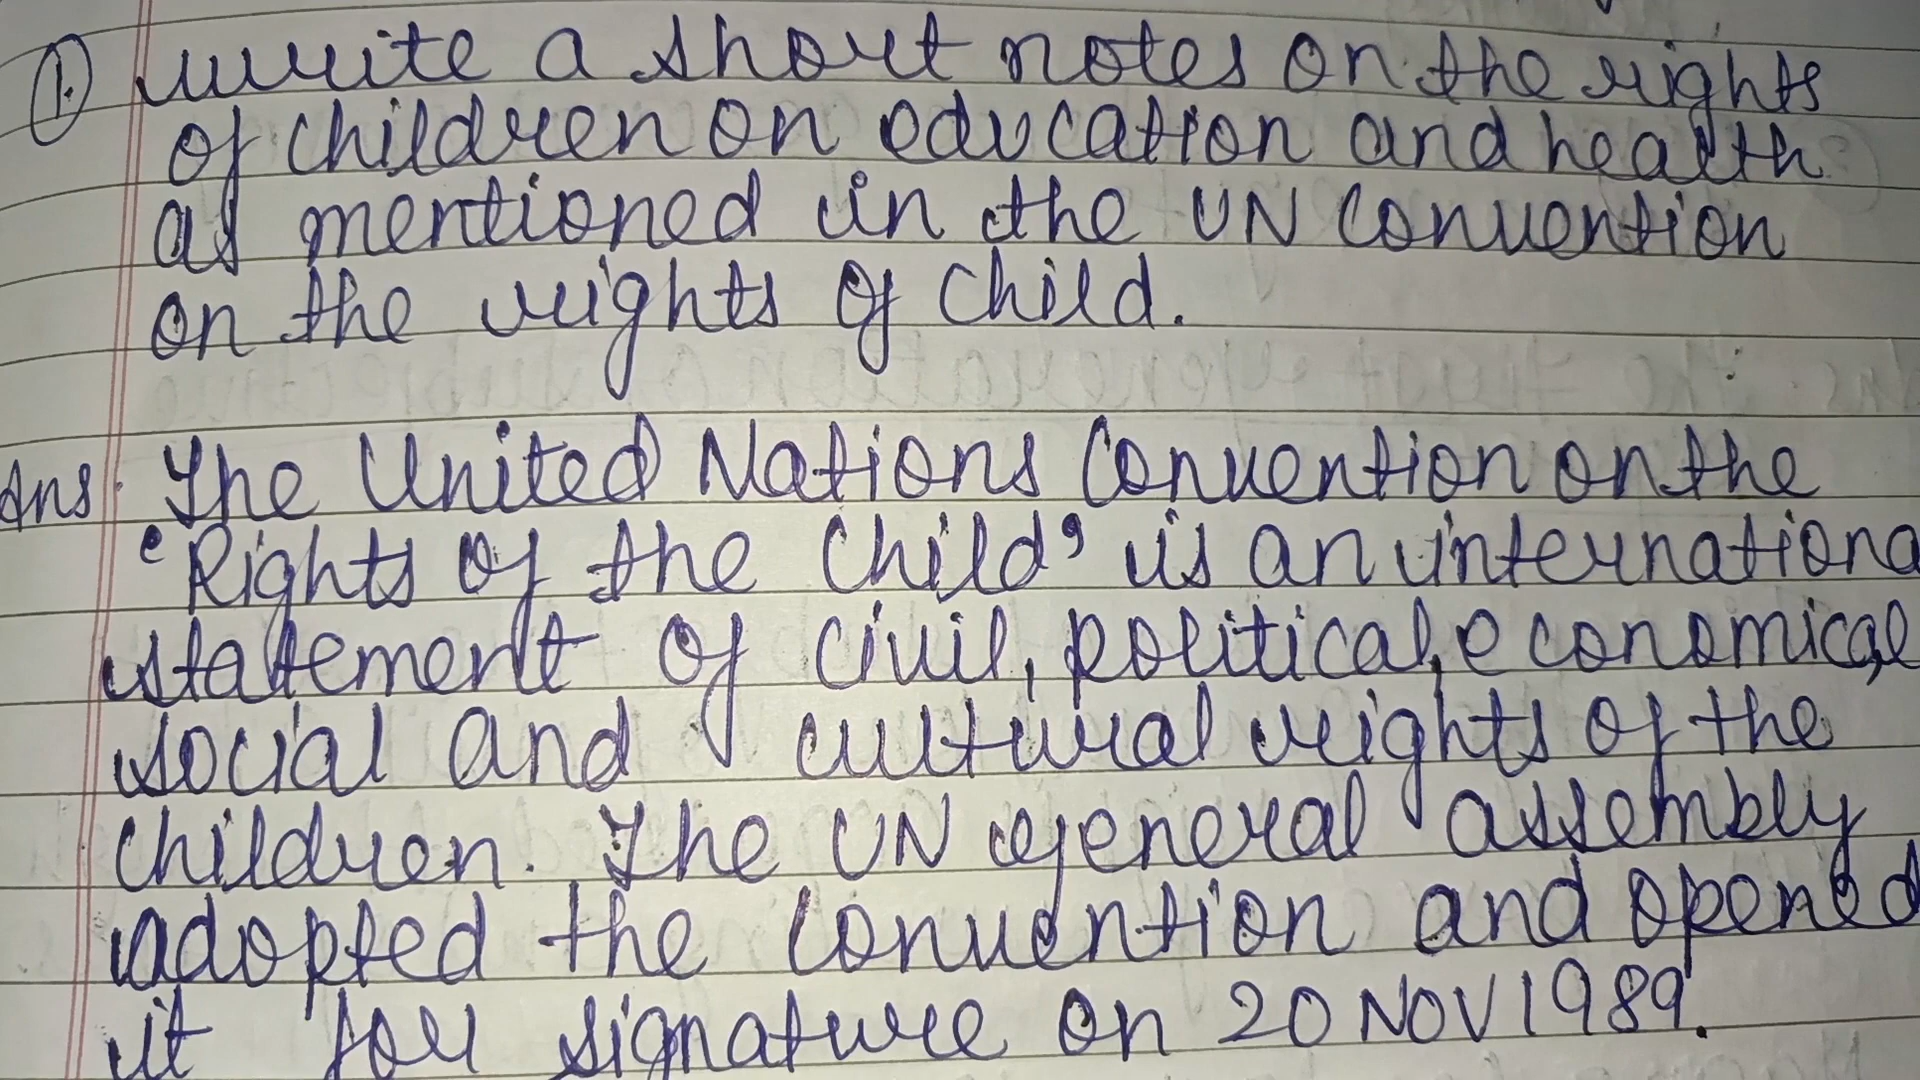 1. Write a short notes on the rights
of children on education and health
as mentioned in the UN Convention
on the rights of Child.
Ans. The United Nations Convention on the
'Rights of the Child' is an internationa
statement of civil, political, economical
social and cultural rights of the
children. The UN general assembly
adopted the convention and opened
it for signature on 20 NOV 1989.